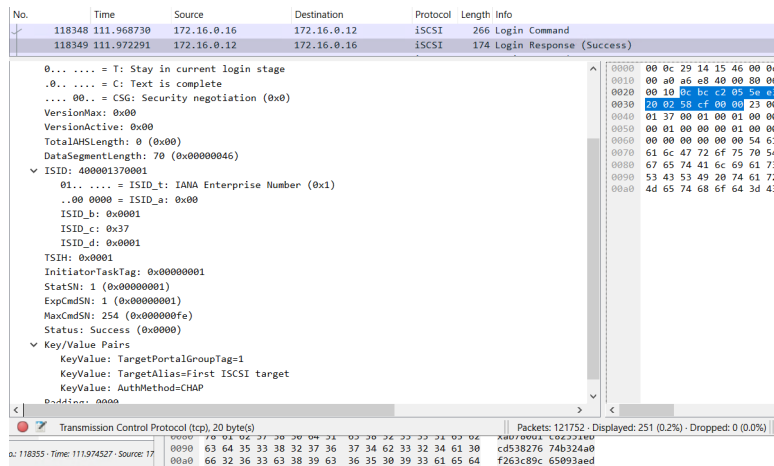 No. Time Source Destination Protocol Length Info
118348 111.968730 172.16.0.16 172.16.0.12 iSCSI 266 Login Command
118349 111.972291 172.16.0.12 172.16.0.16 iSCSI 174 Login Response (Success)
0... .... = T: Stay in current login stage
.0.. .... = C: Text is complete
.... 00.. = CSG: Security negotiation (0x0)
VersionMax: 0x00
VersionActive: 0x00
TotalAHSLength: 0 (0x00)
DataSegmentLength: 70 (0x00000046)
ISID: 400001370001
01.. .... = ISID_t: IANA Enterprise Number (0x1)
..00 0000 = ISID_a: 0x00
ISID_b: 0x0001
ISID_c: 0x37
ISID_d: 0x0001
TSIH: 0x0001
InitiatorTaskTag: 0x00000001
StatSN: 1 (0x00000001)
ExpCmdSN: 1 (0x00000001)
MaxCmdSN: 254 (0x000000fe)
Status: Success (0x0000)
Key/Value Pairs
KeyValue: TargetPortalGroupTag=1
KeyValue: TargetAlias=First ISCSI target
KeyValue: AuthMethod=CHAP
Padding: 0000
0000 00 0c 29 14 15 46 00
0010 00 a0 a6 e8 40 00 80
0020 00 10 0c bc c2 05 5e
0030 20 02 58 cf 00 00 23
0040 01 37 00 01 00 01 00
0050 00 01 00 00 00 01 00
0060 00 00 00 00 00 54
0070 61 6c 47 72 6f 75 70
0080 67 65 74 41 6c 69 61
0090 53 43 53 49 20 74 61
00a0 4d 65 74 68 6f 64 3d
Transmission Control Protocol (tcp), 20 byte(s)
Packets: 121752 · Displayed: 251 (0.2%) · Dropped: 0 (0.0%)
118355 · Time: 111.974527 · Source: 17
0090 63 64 35 33 38 32 37 36 37 34 62 33 32 34 61 30 cd538276 74b324a0
00a0 66 32 36 33 63 38 39 63 36 35 30 39 33 61 65 64 f263c89c 65093aed